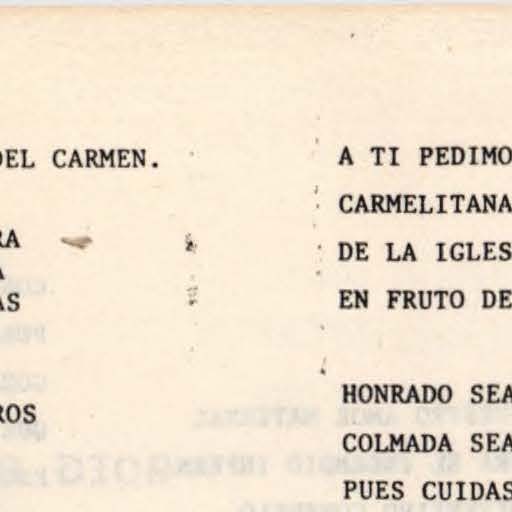 DEL CARMEN.
RA
A
AS
ROS
A TI PEDIMO
CARMELITANA
DE LA IGLES
EN FRUTO DE
HONRADO SEA
COLMADA SEA
PUES CUIDAS